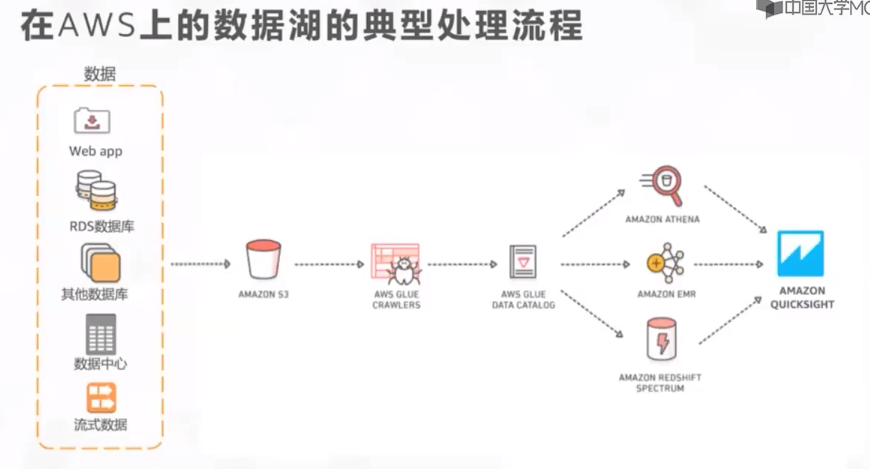 在AWS上的数据湖的典型处理流程
中国大学MO
数据
Web app
RDS数据库
其他数据库
数据中心
流式数据
AMAZON S3
AWS GLUE
CRAWLERS
AWS GLUE
DATA CATALOG
AMAZON ATHENA
AMAZON EMR
AMAZON REDSHIFT
SPECTRUM
AMAZON
QUICKSIGHT